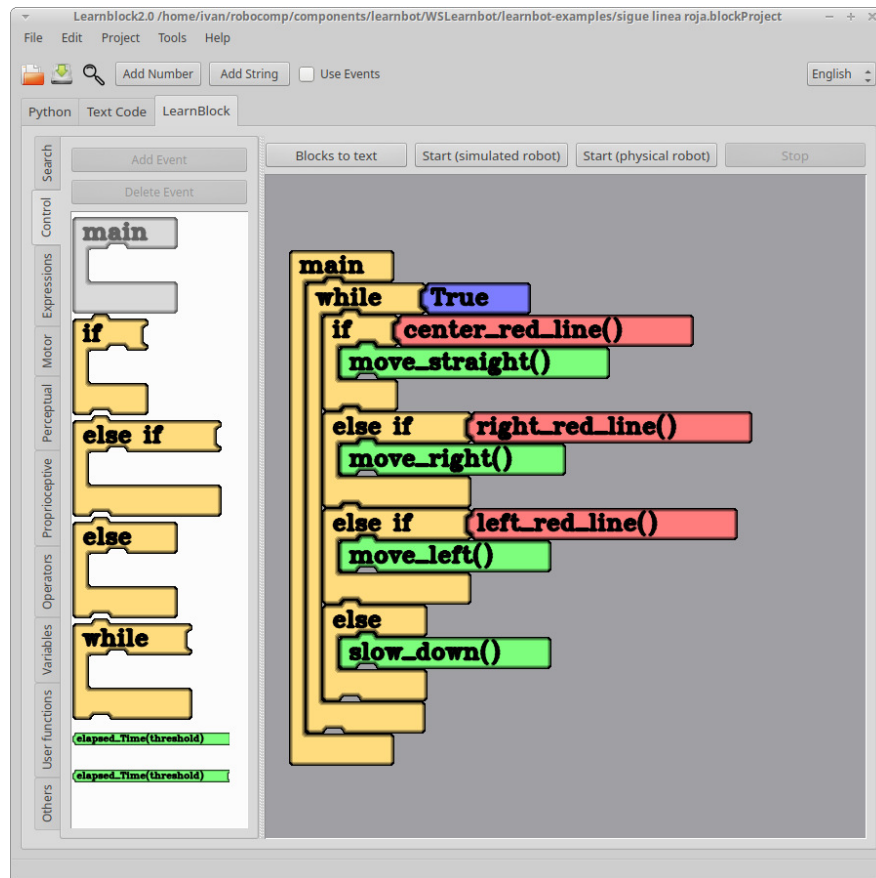 Learnblock2.0 /home/ivan/robocomp/components/learnbot/WSLearnbot/learnbot-examples/sigue linea roja.blockProject
File Edit Project Tools Help
Add Number Add String Use Events English
Python Text Code LearnBlock
Search
Control
Expressions
Motor
Perceptual
Proprioceptive
Operators
Variables
User functions
Others
Add Event
Delete Event
main
if
else if
else
while
elapsed_Time(threshold)
elapsed_Time(threshold)
Blocks to text Start (simulated robot) Start (physical robot) Stop
main
while True
if center_red_line()
move_straight()
else if right_red_line()
move_right()
else if left_red_line()
move_left()
else
slow_down()